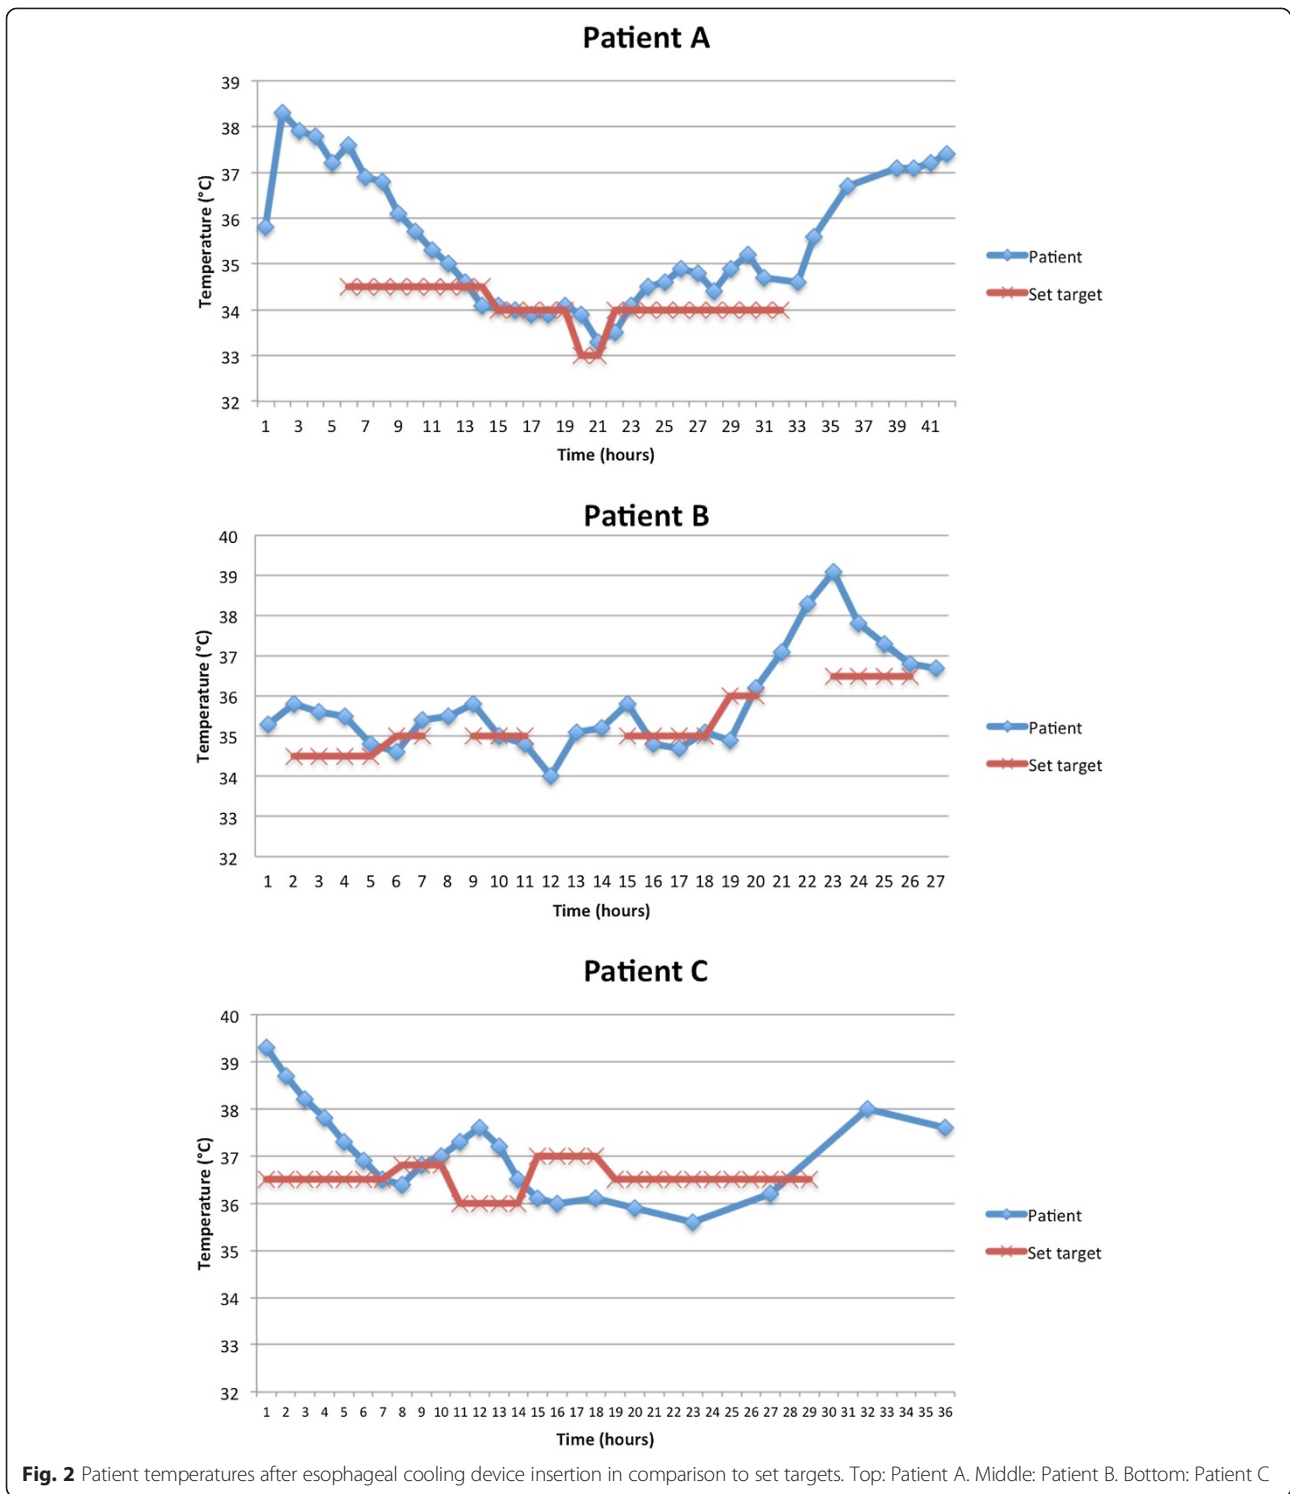 Patient A
39
38
37
36
35
34
33
32
Temperature (°C)
1 3 5 7 9 11 13 15 17 19 21 23 25 27 29 31 33 35 37 39 41
Time (hours)
Patient
Set target
Patient B
40
39
38
37
36
35
34
33
32
Temperature (°C)
1 2 3 4 5 6 7 8 9 10 11 12 13 14 15 16 17 18 19 20 21 22 23 24 25 26 27
Time (hours)
Patient
Set target
Patient C
40
39
38
37
36
35
34
33
32
Temperature (°C)
1 2 3 4 5 6 7 8 9 10 11 12 13 14 15 16 17 18 19 20 21 22 23 24 25 26 27 28 29 30 31 32 33 34 35 36
Time (hours)
Patient
Set target
Fig. 2 Patient temperatures after esophageal cooling device insertion in comparison to set targets. Top: Patient A. Middle: Patient B. Bottom: Patient C